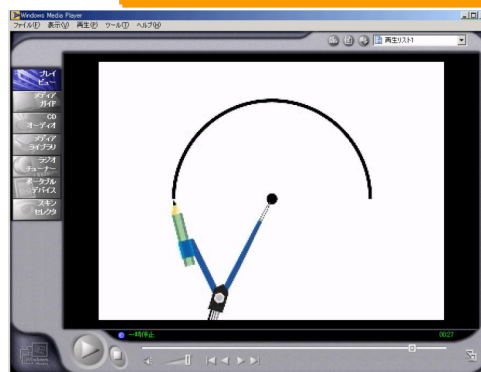 Windows Media Player
ファイル(F) 表示(V) 再生(P) ツール(T) ヘルプ(H)
再生リスト1
プレイ
ビュー
メディア
ガイド
CD
オーディオ
メディア
ライブラリ
ラジオ
チューナー
ポータブル
デバイス
スキン
セレクタ
一時停止
00:27